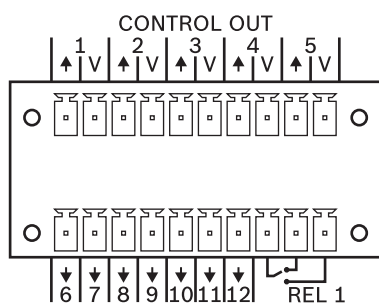 CONTROL OUT
1 2 3 4 5
V V V V V
6 7 8 9 10 11 12 REL 1